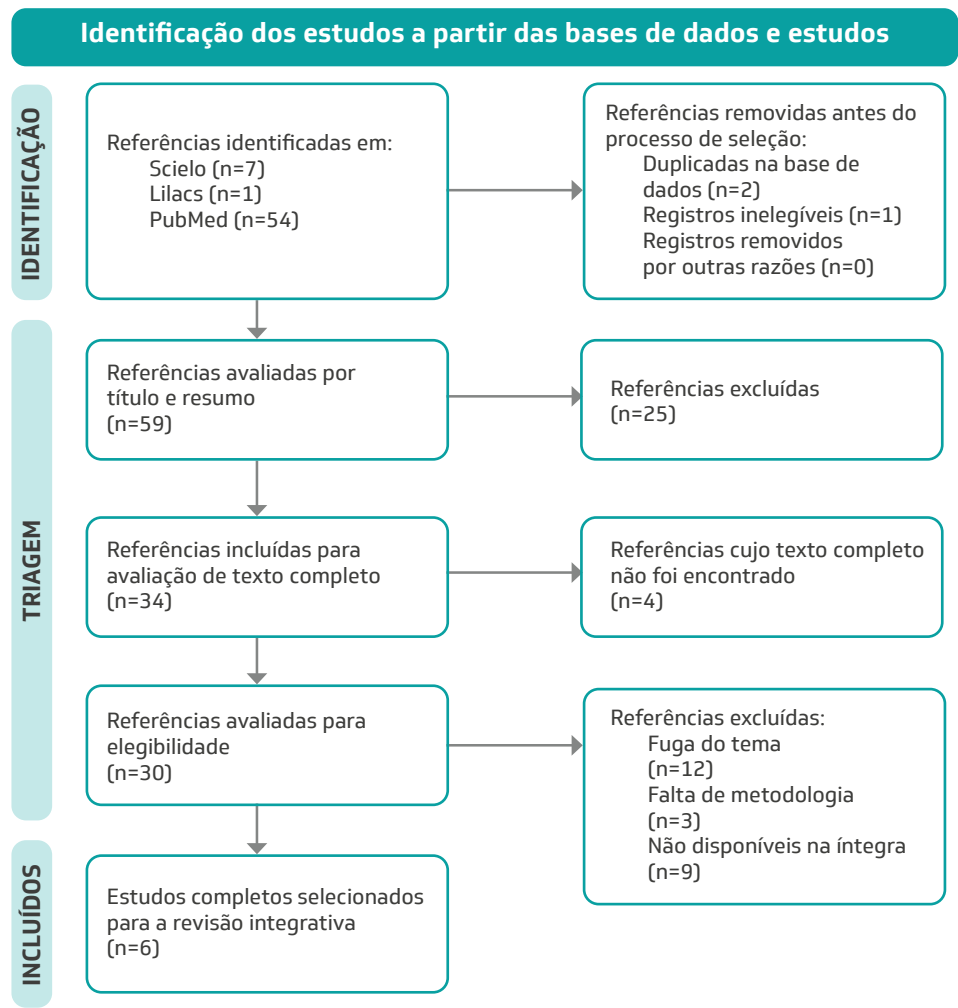 Identificação dos estudos a partir das bases de dados e estudos
IDENTIFICAÇÃO
Referências identificadas em:
Scielo (n=7)
Lilacs (n=1)
PubMed (n=54)
Referências removidas antes do
processo de seleção:
Duplicadas na base de
dados (n=2)
Registros inelegíveis (n=1)
Registros removidos
por outras razões (n=0)
TRIAGEM
Referências avaliadas por
título e resumo
(n=59)
Referências excluídas
(n=25)
Referências incluídas para
avaliação de texto completo
(n=34)
Referências cujo texto completo
não foi encontrado
(n=4)
Referências avaliadas para
elegibilidade
(n=30)
Referências excluídas:
Fuga do tema
(n=12)
Falta de metodologia
(n=3)
Não disponíveis na íntegra
(n=9)
INCLUÍDOS
Estudos completos selecionados
para a revisão integrativa
(n=6)